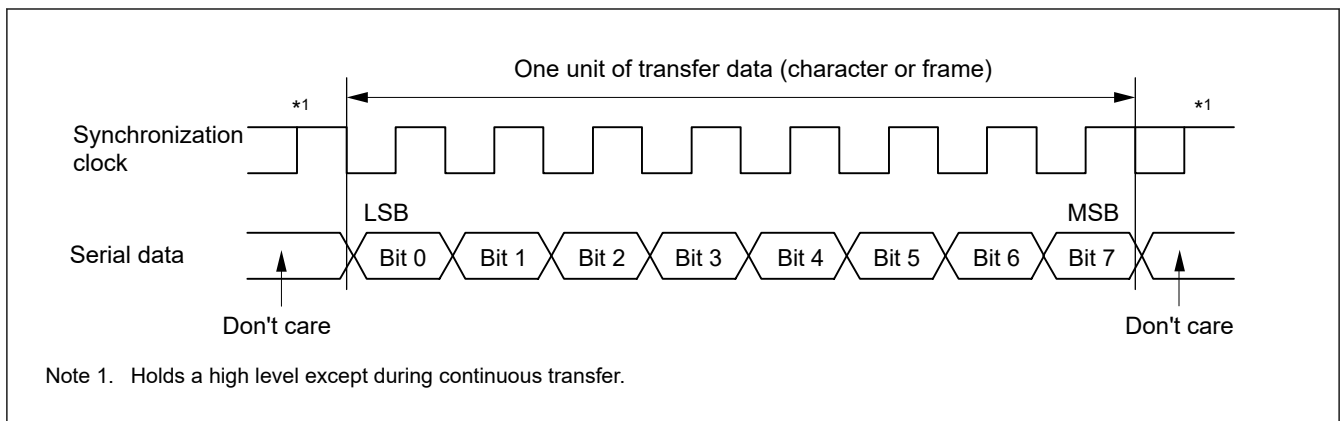 One unit of transfer data (character or frame)
*1
*1
Synchronization
clock
LSB
MSB
Serial data
Bit 0
Bit 1
Bit 2
Bit 3
Bit 4
Bit 5
Bit 6
Bit 7
Don't care
Don't care
Note 1. Holds a high level except during continuous transfer.